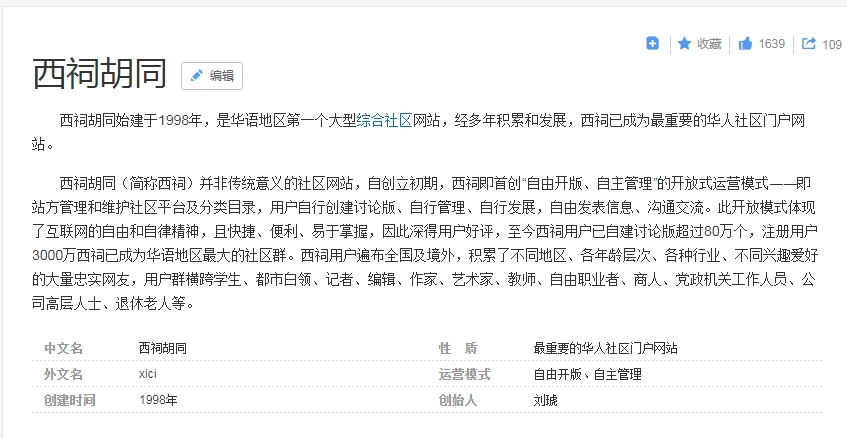 收藏 1639 109
西祠胡同 编辑
西祠胡同始建于1998年，是华语地区第一个大型综合社区网站，经多年积累和发展，西祠已成为最重要的华人社区门户网
站。
西祠胡同（简称西祠）并非传统意义的社区网站，自创立初期，西祠即首创“自由开版、自主管理”的开放式运营模式——即
站方管理和维护社区平台及分类目录，用户自行创建讨论版、自行管理、自行发展，自由发表信息、沟通交流。此开放模式体现
了互联网的自由和自律精神，且快捷、便利、易于掌握，因此深得用户好评，至今西祠用户已自建讨论版超过80万个，注册用户
3000万西祠已成为华语地区最大的社区群。西祠用户遍布全国及境外，积累了不同地区、各年龄层次、各种行业、不同兴趣爱好
的大量忠实网友，用户群横跨学生、都市白领、记者、编辑、作家、艺术家、教师、自由职业者、商人、党政机关工作人员、公
司高层人士、退休老人等。
中文名 西祠胡同 性 质 最重要的华人社区门户网站
外文名 xici 运营模式 自由开版、自主管理
创建时间 1998年 创始人 刘琥